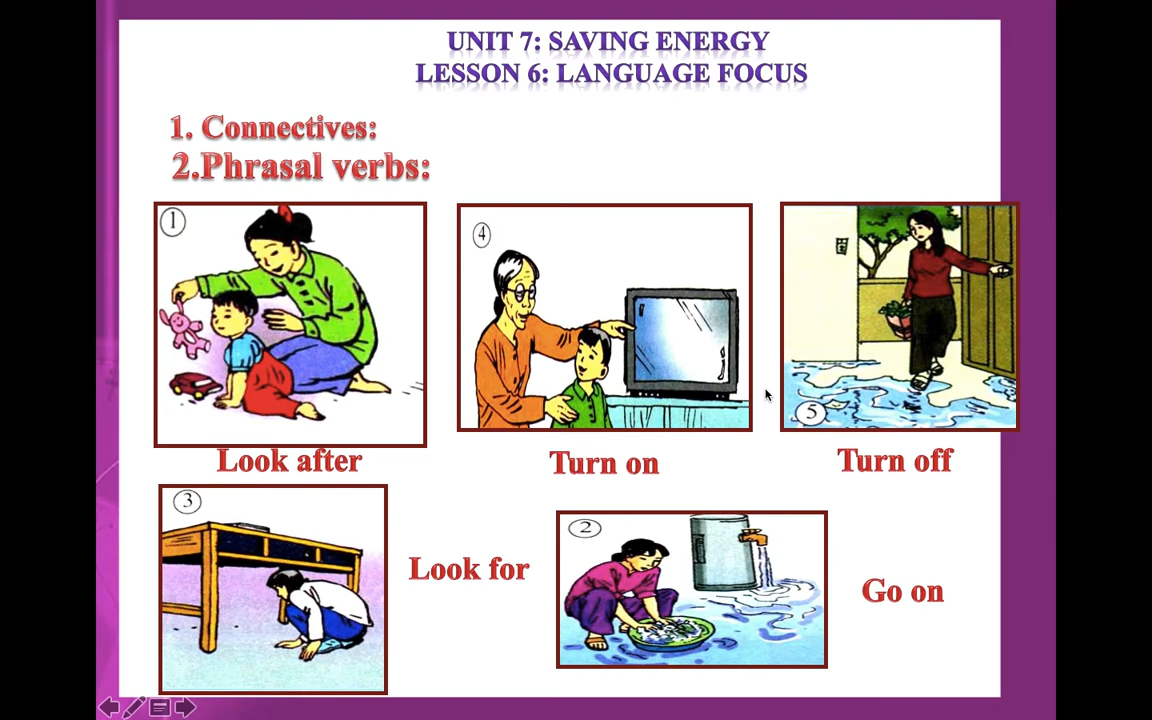 UNIT 7: SAVING ENERGY
LESSON 6: LANGUAGE FOCUS
1. Connectives:
2.Phrasal verbs:
1
4
5
Look after
Turn on
Turn off
3
Look for
2
Go on